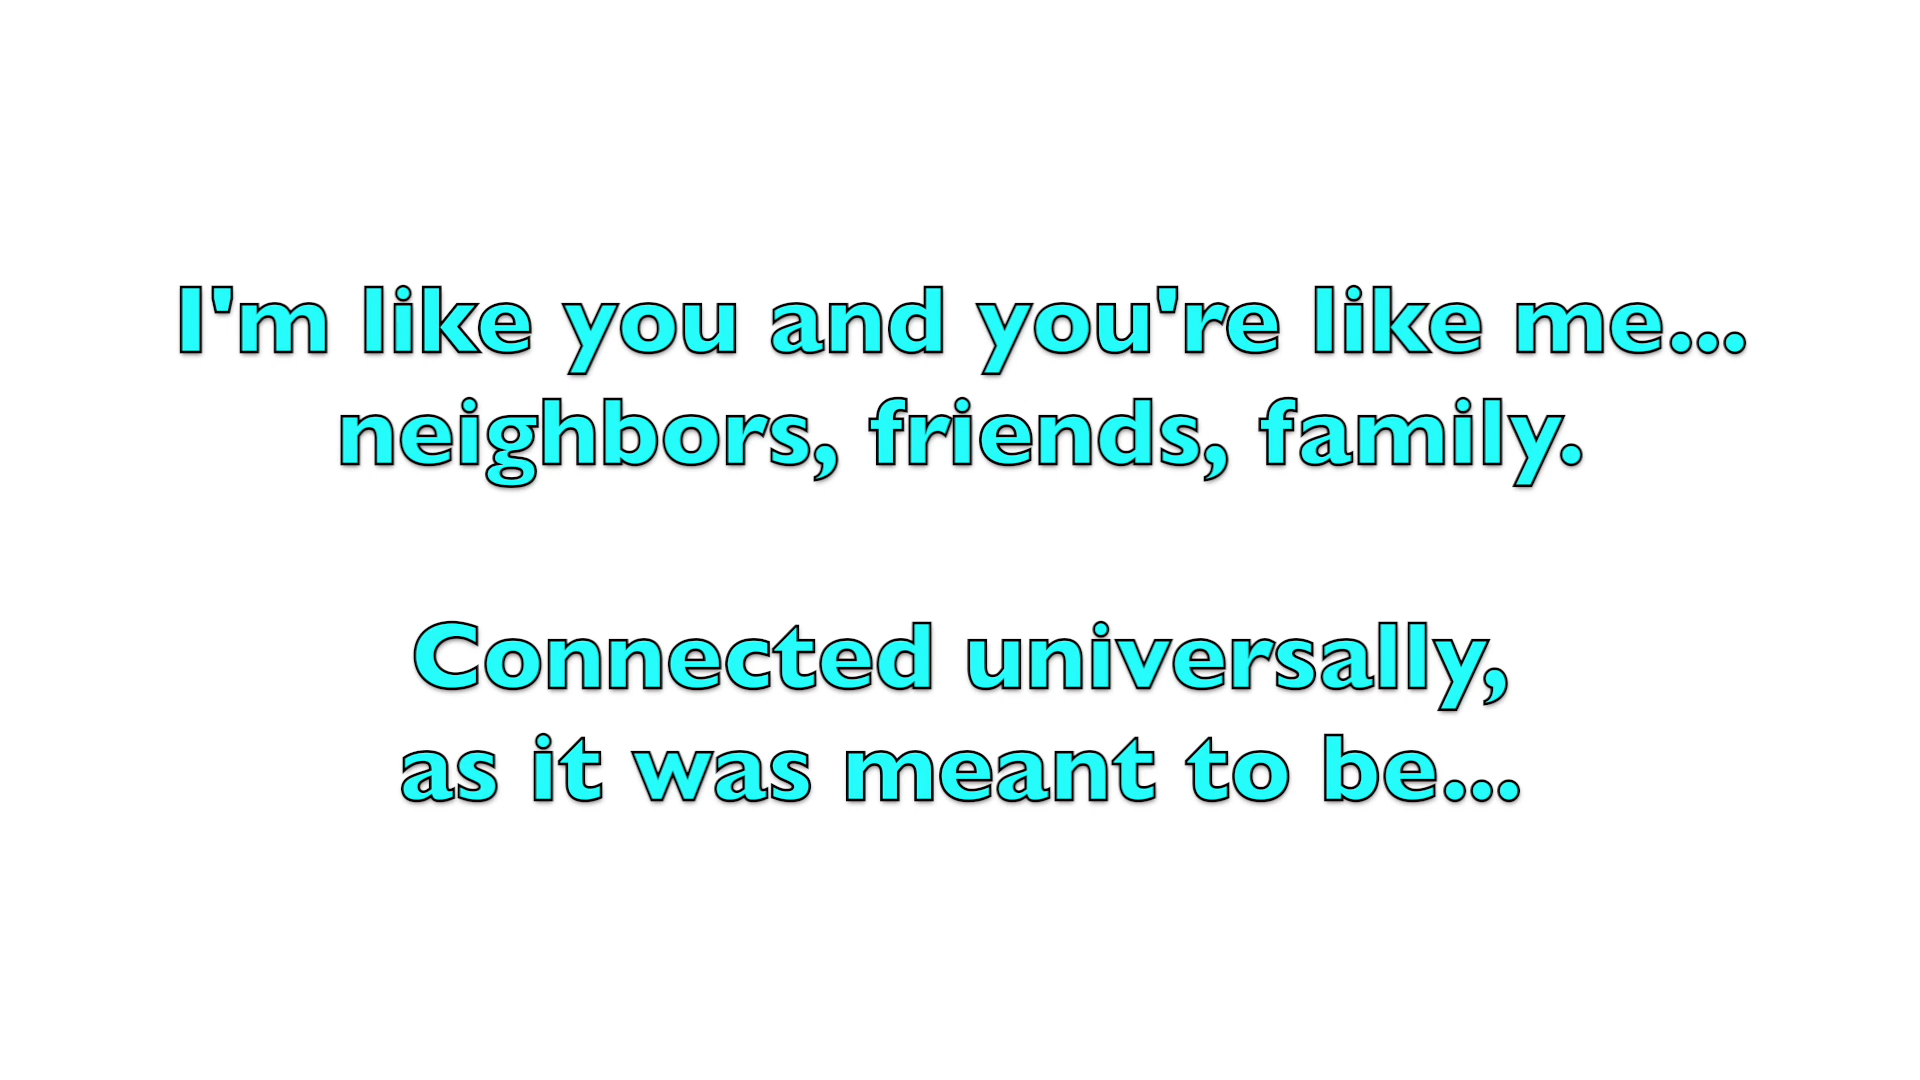 I'm like you and you're like me...
neighbors, friends, family.
Connected universally,
as it was meant to be...